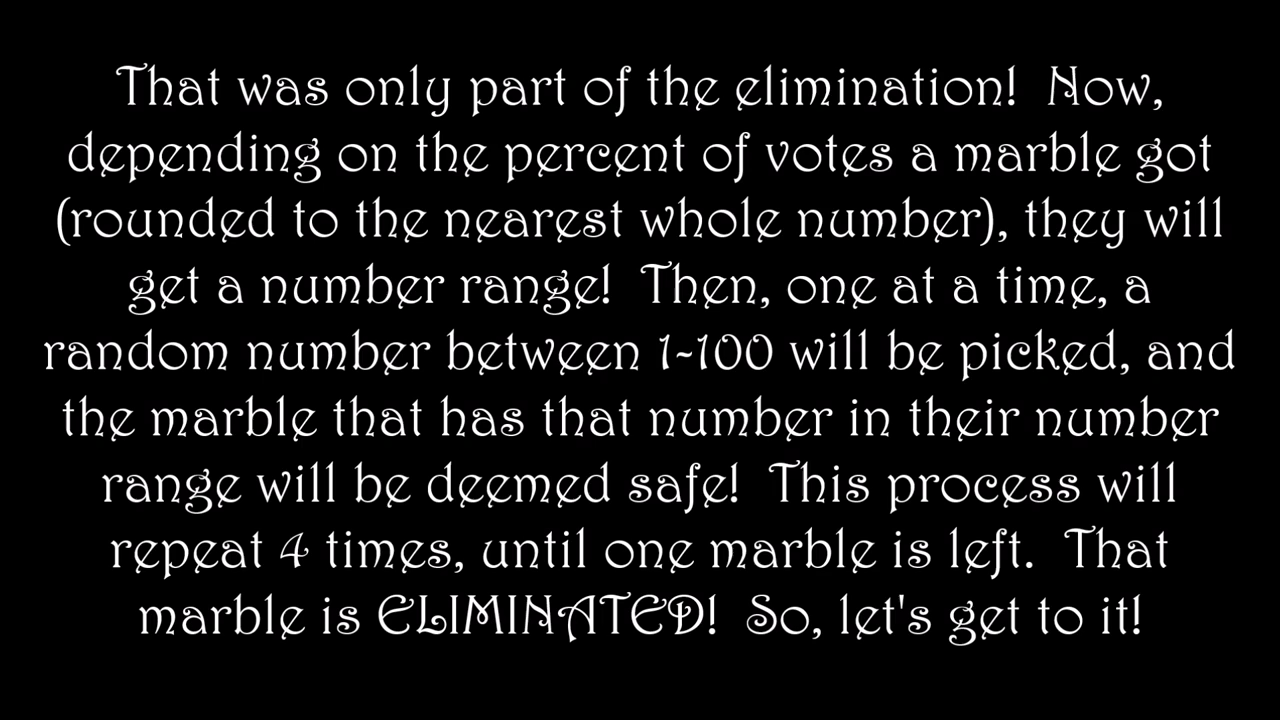 That was only part of the elimination!  Now,
depending on the percent of votes a marble got
(rounded to the nearest whole number), they will
get a number range!  Then, one at a time, a
random number between 1-100 will be picked, and
the marble that has that number in their number
range will be deemed safe!  This process will
repeat 4 times, until one marble is left.  That
marble is ELIMINATED!  So, let's get to it!